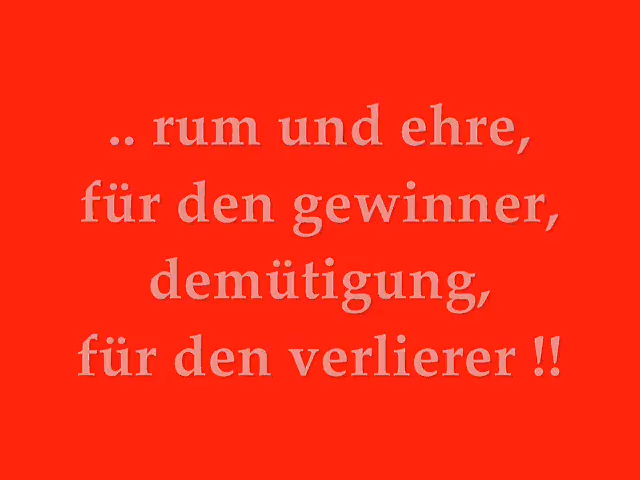 .. rum und ehre,
für den gewinner,
demütigung,
für den verlierer !!